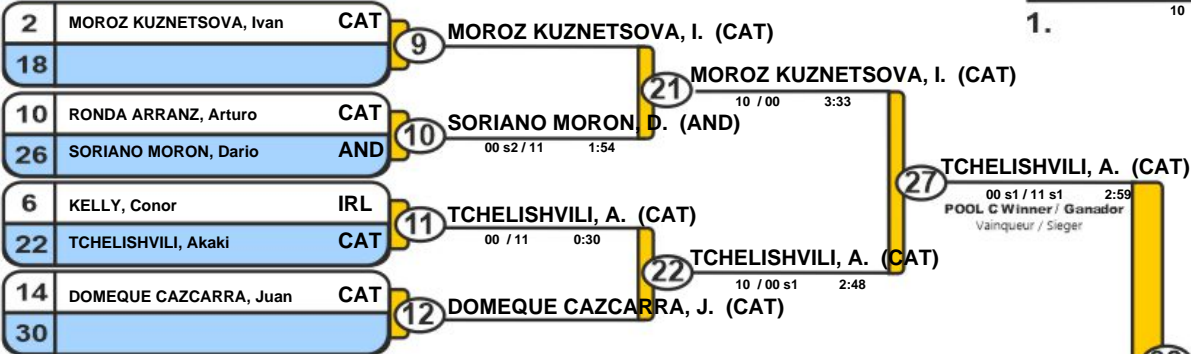 2 MOROZ KUZNETSOVA, Ivan CAT
18
10 RONDA ARRANZ, Arturo CAT
26 SORIANO MORON, Dario AND
6 KELLY, Conor IRL
22 TCHELISHVILI, Akaki CAT
14 DOMEQUE CAZCARRA, Juan CAT
30
9 MOROZ KUZNETSOVA, I. (CAT)
10 SORIANO MORON, D. (AND)
00 s2 / 11 1:54
11 TCHELISHVILI, A. (CAT)
00 / 11 0:30
12 DOMEQUE CAZCARRA, J. (CAT)
21 MOROZ KUZNETSOVA, I. (CAT)
10 / 00 3:33
22 TCHELISHVILI, A. (CAT)
10 / 00 s1 2:48
27 TCHELISHVILI, A. (CAT)
00 s1 / 11 s1 2:59
POOL C Winner / Ganador
Vainqueur / Sieger
10
1.